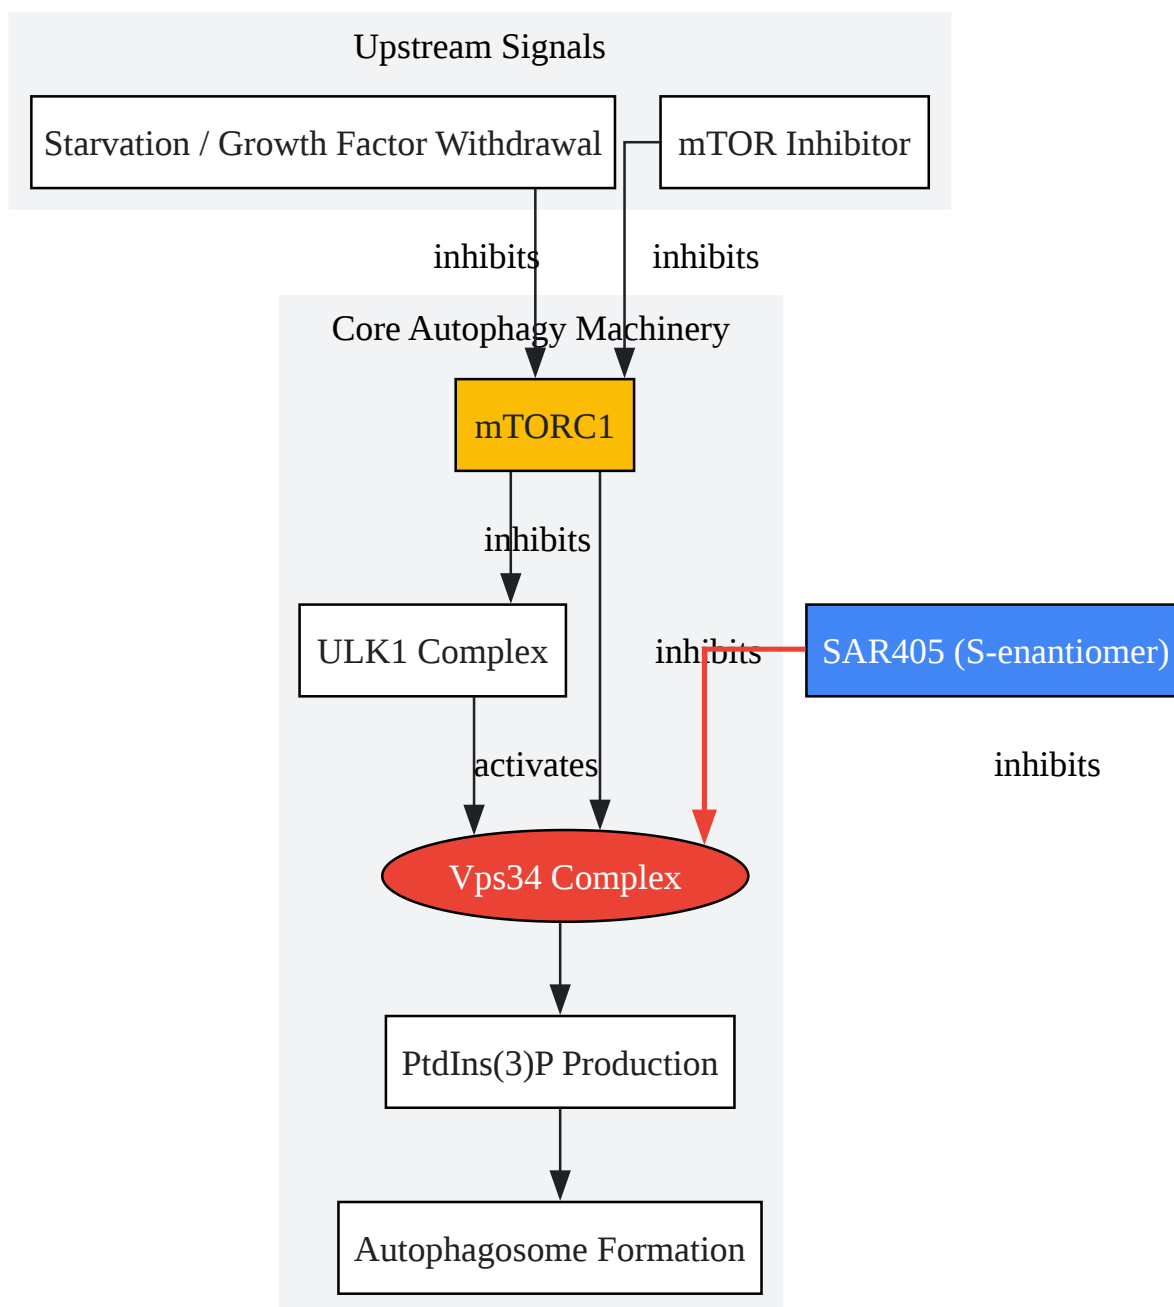 Upstream Signals
Starvation / Growth Factor Withdrawal
mTOR Inhibitor
inhibits
inhibits
Core Autophagy Machinery
mTORC1
inhibits
ULK1 Complex
inhibits
SAR405 (S-enantiomer)
activates
inhibits
Vps34 Complex
PtdIns(3)P Production
Autophagosome Formation